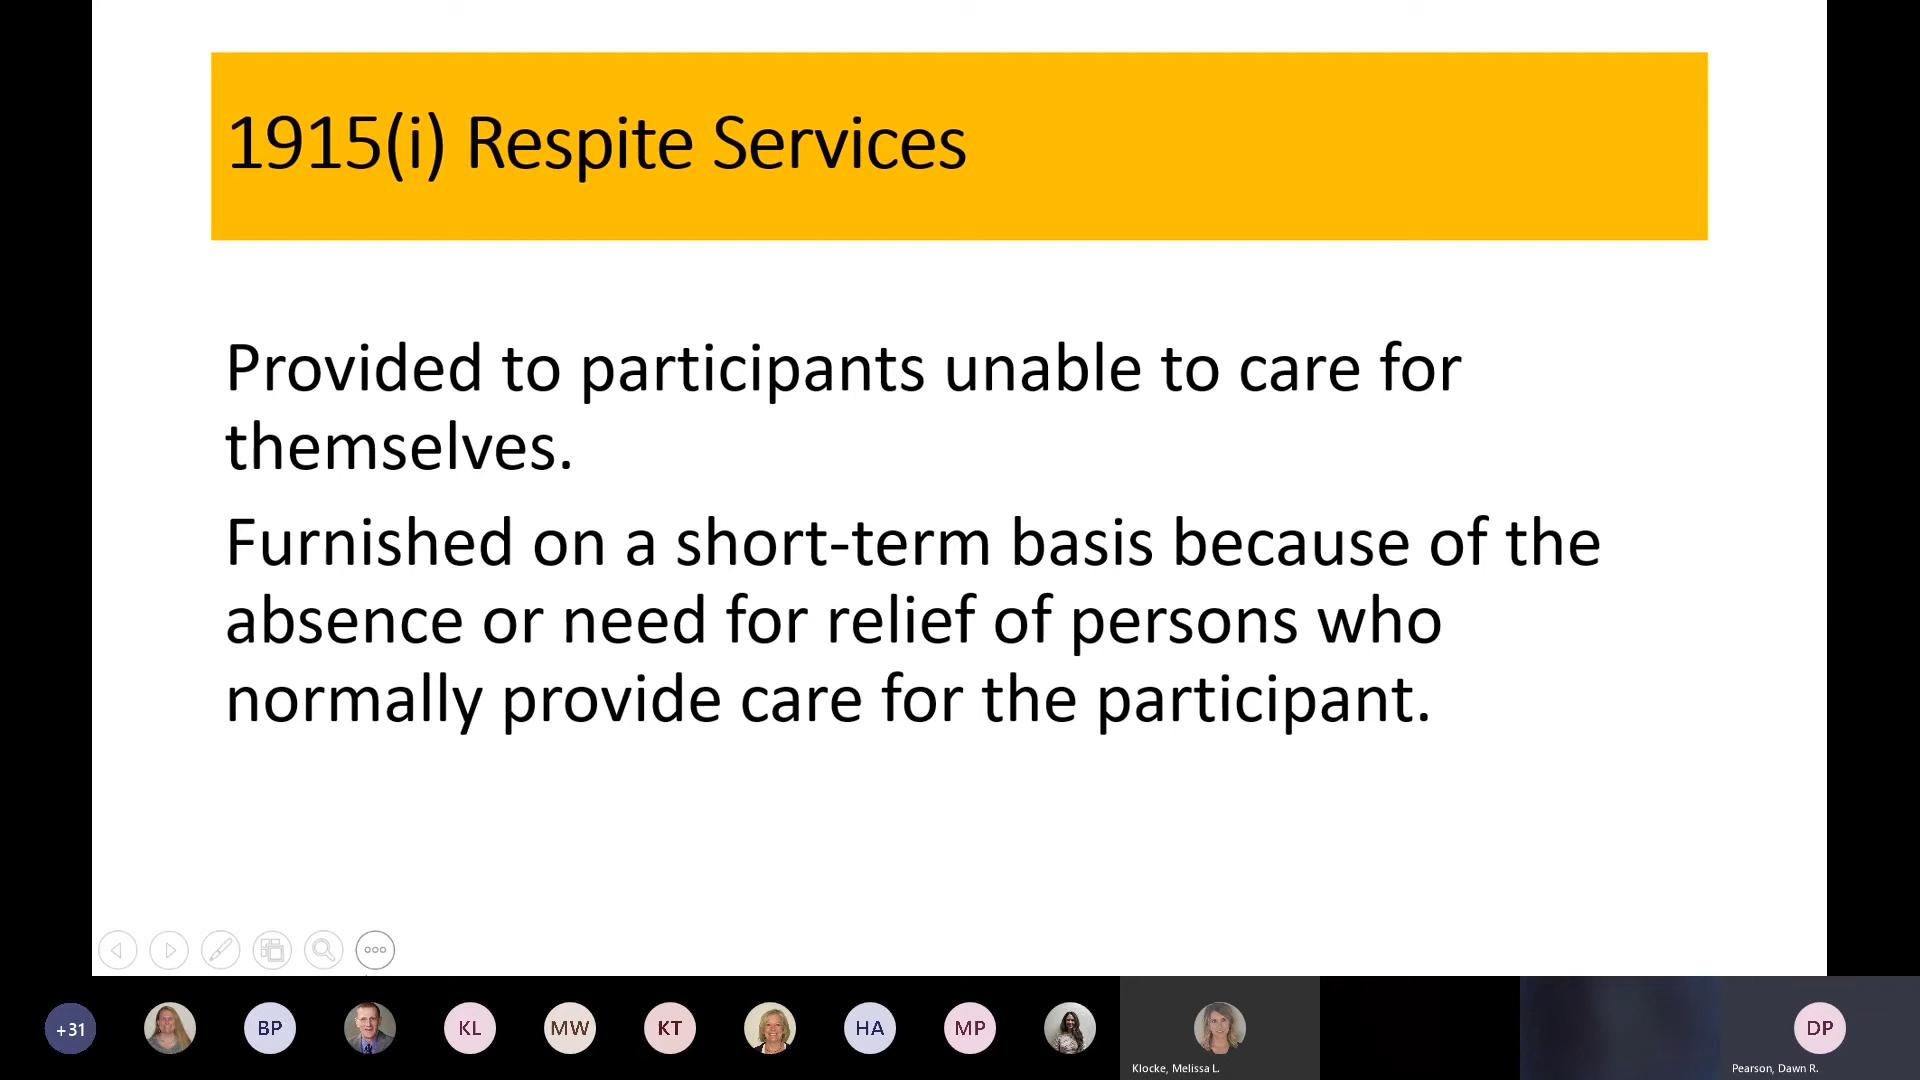 1915(i) Respite Services
Provided to participants unable to care for
themselves.
Furnished on a short-term basis because of the
absence or need for relief of persons who
normally provide care for the participant.
+31
BP
KL
MW
KT
HA
MP
DP
Klocke, Melissa L.
Pearson, Dawn R.